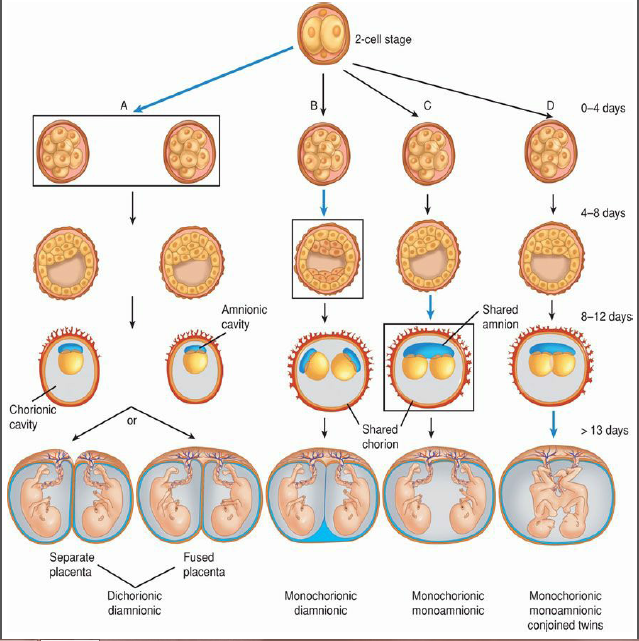 2-cell stage
A
B
C
D
0–4 days
4–8 days
Amnionic
cavity
Shared
amnion
8–12 days
Chorionic
cavity
or
Shared
chorion
> 13 days
Separate
placenta
Fused
placenta
Dichorionic
diamnionic
Monochorionic
diamnionic
Monochorionic
monoamnionic
Monochorionic
monoamnionic
conjoined twins